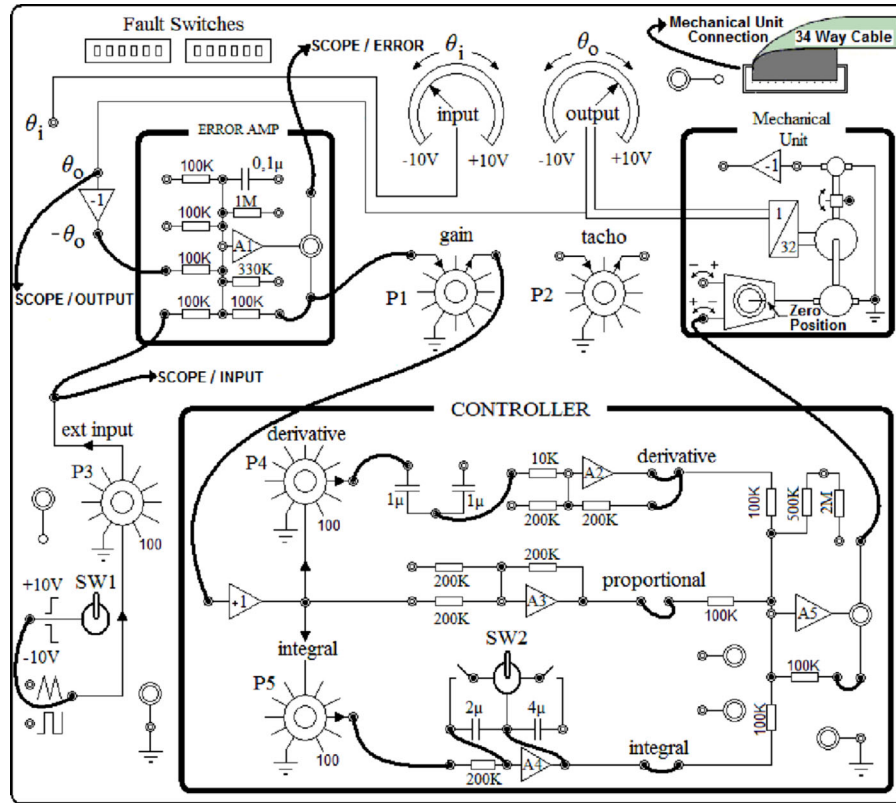 Fault Switches
SCOPE / ERROR
Mechanical Unit
Connection
34 Way Cable
θi
θo
θi
input
output
-10V
+10V
-10V
+10V
ERROR AMP
Mechanical
Unit
θo
-1
-θo
100K
0,1µ
1M
100K
A1
100K
330K
100K
100K
-1
1
32
gain
tacho
P1
P2
- +
+ -
Zero
Position
SCOPE / OUTPUT
SCOPE / INPUT
ext input
P3
100
CONTROLLER
derivative
P4
100
1µ
1µ
10K
A2
derivative
200K
200K
100K
500K
2M
+10V
SW1
-10V
+1
200K
200K
A3
200K
proportional
100K
A5
integral
SW2
P5
100
2µ
4µ
200K
A4
integral
100K
100K